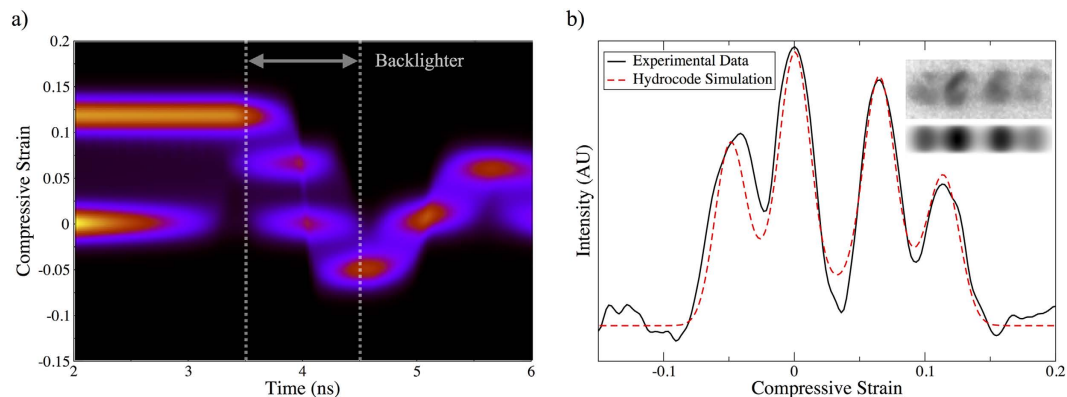 a)
Compressive Strain
0.2
0.15
0.1
0.05
0
-0.05
-0.1
-0.15
Backlighter
2
3
4
5
6
Time (ns)
b)
Intensity (AU)
Experimental Data
Hydrocode Simulation
-0.1
0
0.1
0.2
Compressive Strain